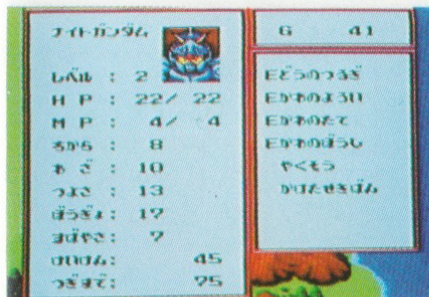 ナイトガンダム
レベル : 2
HP : 22/ 22
MP : 4/ 4
ちから : 8
わざ : 10
つよさ : 13
ぼうぎょ: 17
すばやさ: 7
けいけん: 45
つぎまで: 75
G 41
Eどうのつるぎ
Eかわのよろい
Eかわのたて
Eかわのぼうし
やくそう
かけたせきばん